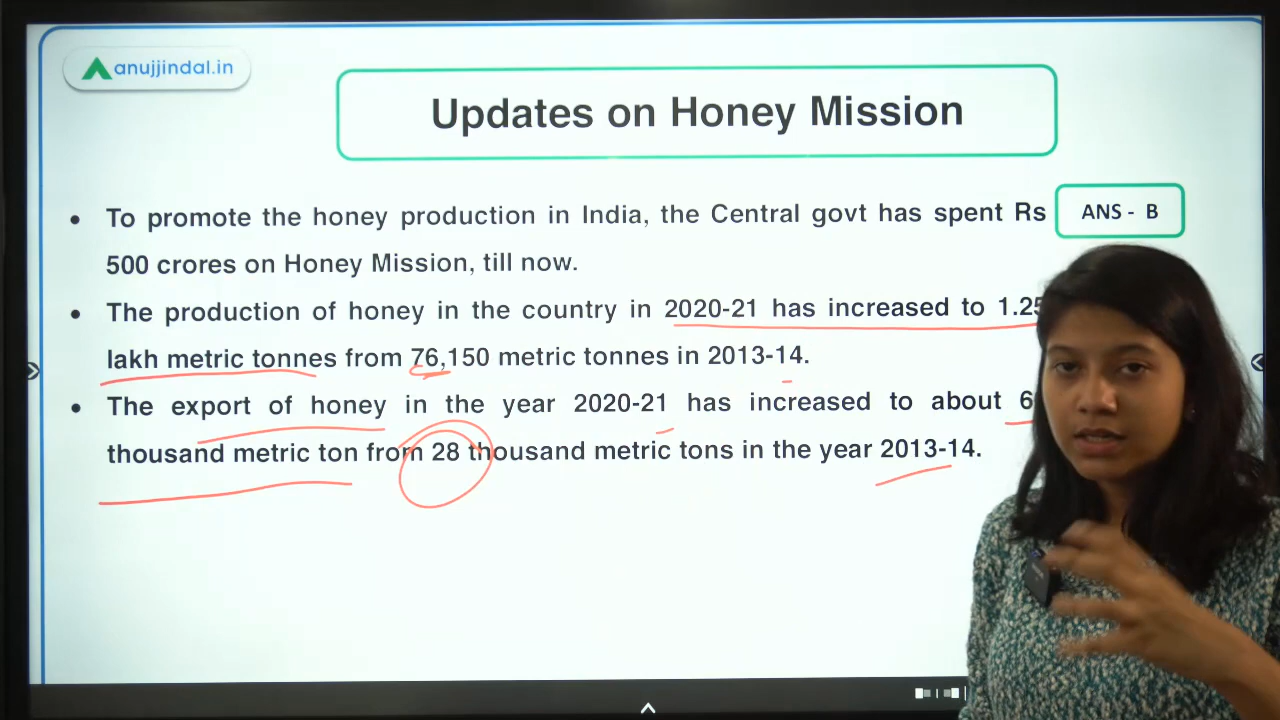 anujjindal.in
Updates on Honey Mission
• To promote the honey production in India, the Central govt has spent Rs
ANS - B
500 crores on Honey Mission, till now.
• The production of honey in the country in 2020-21 has increased to 1.25
lakh metric tonnes from 76,150 metric tonnes in 2013-14.
• The export of honey in the year 2020-21 has increased to about
thousand metric ton from 28 thousand metric tons in the year 2013-14.